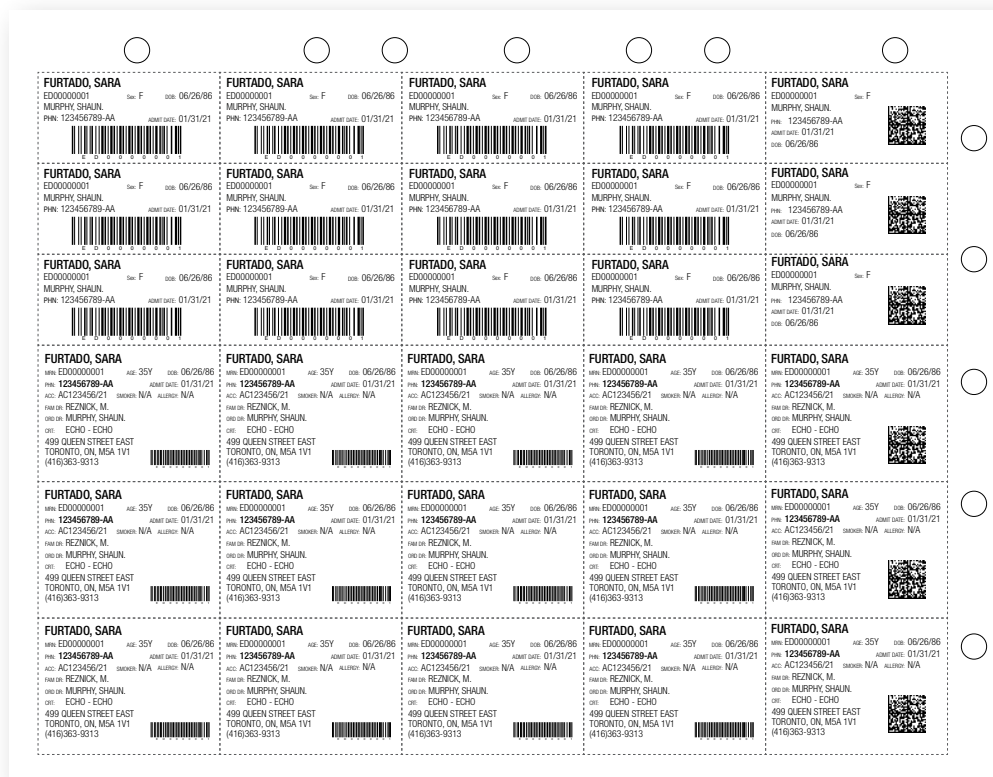 FURTADO, SARA
ED00000001 Sex: F DOB: 06/26/86
MURPHY, SHAUN.
PHN: 123456789-AA ADMIT DATE: 01/31/21
E D 0 0 0 0 0 0 0 1
FURTADO, SARA
ED00000001 Sex: F DOB: 06/26/86
MURPHY, SHAUN.
PHN: 123456789-AA ADMIT DATE: 01/31/21
E D 0 0 0 0 0 0 0 1
FURTADO, SARA
ED00000001 Sex: F DOB: 06/26/86
MURPHY, SHAUN.
PHN: 123456789-AA ADMIT DATE: 01/31/21
E D 0 0 0 0 0 0 0 1
FURTADO, SARA
ED00000001 Sex: F DOB: 06/26/86
MURPHY, SHAUN.
PHN: 123456789-AA ADMIT DATE: 01/31/21
E D 0 0 0 0 0 0 0 1
FURTADO, SARA
ED00000001 Sex: F
MURPHY, SHAUN.
PHN: 123456789-AA
ADMIT DATE: 01/31/21
DOB: 06/26/86
FURTADO, SARA
ED00000001 Sex: F DOB: 06/26/86
MURPHY, SHAUN.
PHN: 123456789-AA ADMIT DATE: 01/31/21
E D 0 0 0 0 0 0 0 1
FURTADO, SARA
ED00000001 Sex: F DOB: 06/26/86
MURPHY, SHAUN.
PHN: 123456789-AA ADMIT DATE: 01/31/21
E D 0 0 0 0 0 0 0 1
FURTADO, SARA
ED00000001 Sex: F DOB: 06/26/86
MURPHY, SHAUN.
PHN: 123456789-AA ADMIT DATE: 01/31/21
E D 0 0 0 0 0 0 0 1
FURTADO, SARA
ED00000001 Sex: F DOB: 06/26/86
MURPHY, SHAUN.
PHN: 123456789-AA ADMIT DATE: 01/31/21
E D 0 0 0 0 0 0 0 1
FURTADO, SARA
ED00000001 Sex: F
MURPHY, SHAUN.
PHN: 123456789-AA
ADMIT DATE: 01/31/21
DOB: 06/26/86
FURTADO, SARA
ED00000001 Sex: F DOB: 06/26/86
MURPHY, SHAUN.
PHN: 123456789-AA ADMIT DATE: 01/31/21
E D 0 0 0 0 0 0 0 1
FURTADO, SARA
ED00000001 Sex: F DOB: 06/26/86
MURPHY, SHAUN.
PHN: 123456789-AA ADMIT DATE: 01/31/21
E D 0 0 0 0 0 0 0 1
FURTADO, SARA
ED00000001 Sex: F DOB: 06/26/86
MURPHY, SHAUN.
PHN: 123456789-AA ADMIT DATE: 01/31/21
E D 0 0 0 0 0 0 0 1
FURTADO, SARA
ED00000001 Sex: F DOB: 06/26/86
MURPHY, SHAUN.
PHN: 123456789-AA ADMIT DATE: 01/31/21
E D 0 0 0 0 0 0 0 1
FURTADO, SARA
ED00000001 Sex: F
MURPHY, SHAUN.
PHN: 123456789-AA
ADMIT DATE: 01/31/21
DOB: 06/26/86
FURTADO, SARA
MRN: ED00000001 AGE: 35Y DOB: 06/26/86
PHN: 123456789-AA ADMIT DATE: 01/31/21
ACC: AC123456/21 SMOKER: N/A ALLERGY: N/A
FAM DR: REZNICK, M.
ORD DR: MURPHY, SHAUN.
CRT: ECHO - ECHO
499 QUEEN STREET EAST
TORONTO, ON, M5A 1V1
(416)363-9313
FURTADO, SARA
MRN: ED00000001 AGE: 35Y DOB: 06/26/86
PHN: 123456789-AA ADMIT DATE: 01/31/21
ACC: AC123456/21 SMOKER: N/A ALLERGY: N/A
FAM DR: REZNICK, M.
ORD DR: MURPHY, SHAUN.
CRT: ECHO - ECHO
499 QUEEN STREET EAST
TORONTO, ON, M5A 1V1
(416)363-9313
FURTADO, SARA
MRN: ED00000001 AGE: 35Y DOB: 06/26/86
PHN: 123456789-AA ADMIT DATE: 01/31/21
ACC: AC123456/21 SMOKER: N/A ALLERGY: N/A
FAM DR: REZNICK, M.
ORD DR: MURPHY, SHAUN.
CRT: ECHO - ECHO
499 QUEEN STREET EAST
TORONTO, ON, M5A 1V1
(416)363-9313
FURTADO, SARA
MRN: ED00000001 AGE: 35Y DOB: 06/26/86
PHN: 123456789-AA ADMIT DATE: 01/31/21
ACC: AC123456/21 SMOKER: N/A ALLERGY: N/A
FAM DR: REZNICK, M.
ORD DR: MURPHY, SHAUN.
CRT: ECHO - ECHO
499 QUEEN STREET EAST
TORONTO, ON, M5A 1V1
(416)363-9313
FURTADO, SARA
MRN: ED00000001 AGE: 35Y DOB: 06/26/86
PHN: 123456789-AA ADMIT DATE: 01/31/21
ACC: AC123456/21 SMOKER: N/A ALLERGY: N/A
FAM DR: REZNICK, M.
ORD DR: MURPHY, SHAUN.
CRT: ECHO - ECHO
499 QUEEN STREET EAST
TORONTO, ON, M5A 1V1
(416)363-9313
FURTADO, SARA
MRN: ED00000001 AGE: 35Y DOB: 06/26/86
PHN: 123456789-AA ADMIT DATE: 01/31/21
ACC: AC123456/21 SMOKER: N/A ALLERGY: N/A
FAM DR: REZNICK, M.
ORD DR: MURPHY, SHAUN.
CRT: ECHO - ECHO
499 QUEEN STREET EAST
TORONTO, ON, M5A 1V1
(416)363-9313
FURTADO, SARA
MRN: ED00000001 AGE: 35Y DOB: 06/26/86
PHN: 123456789-AA ADMIT DATE: 01/31/21
ACC: AC123456/21 SMOKER: N/A ALLERGY: N/A
FAM DR: REZNICK, M.
ORD DR: MURPHY, SHAUN.
CRT: ECHO - ECHO
499 QUEEN STREET EAST
TORONTO, ON, M5A 1V1
(416)363-9313
FURTADO, SARA
MRN: ED00000001 AGE: 35Y DOB: 06/26/86
PHN: 123456789-AA ADMIT DATE: 01/31/21
ACC: AC123456/21 SMOKER: N/A ALLERGY: N/A
FAM DR: REZNICK, M.
ORD DR: MURPHY, SHAUN.
CRT: ECHO - ECHO
499 QUEEN STREET EAST
TORONTO, ON, M5A 1V1
(416)363-9313
FURTADO, SARA
MRN: ED00000001 AGE: 35Y DOB: 06/26/86
PHN: 123456789-AA ADMIT DATE: 01/31/21
ACC: AC123456/21 SMOKER: N/A ALLERGY: N/A
FAM DR: REZNICK, M.
ORD DR: MURPHY, SHAUN.
CRT: ECHO - ECHO
499 QUEEN STREET EAST
TORONTO, ON, M5A 1V1
(416)363-9313
FURTADO, SARA
MRN: ED00000001 AGE: 35Y DOB: 06/26/86
PHN: 123456789-AA ADMIT DATE: 01/31/21
ACC: AC123456/21 SMOKER: N/A ALLERGY: N/A
FAM DR: REZNICK, M.
ORD DR: MURPHY, SHAUN.
CRT: ECHO - ECHO
499 QUEEN STREET EAST
TORONTO, ON, M5A 1V1
(416)363-9313
FURTADO, SARA
MRN: ED00000001 AGE: 35Y DOB: 06/26/86
PHN: 123456789-AA ADMIT DATE: 01/31/21
ACC: AC123456/21 SMOKER: N/A ALLERGY: N/A
FAM DR: REZNICK, M.
ORD DR: MURPHY, SHAUN.
CRT: ECHO - ECHO
499 QUEEN STREET EAST
TORONTO, ON, M5A 1V1
(416)363-9313
FURTADO, SARA
MRN: ED00000001 AGE: 35Y DOB: 06/26/86
PHN: 123456789-AA ADMIT DATE: 01/31/21
ACC: AC123456/21 SMOKER: N/A ALLERGY: N/A
FAM DR: REZNICK, M.
ORD DR: MURPHY, SHAUN.
CRT: ECHO - ECHO
499 QUEEN STREET EAST
TORONTO, ON, M5A 1V1
(416)363-9313
FURTADO, SARA
MRN: ED00000001 AGE: 35Y DOB: 06/26/86
PHN: 123456789-AA ADMIT DATE: 01/31/21
ACC: AC123456/21 SMOKER: N/A ALLERGY: N/A
FAM DR: REZNICK, M.
ORD DR: MURPHY, SHAUN.
CRT: ECHO - ECHO
499 QUEEN STREET EAST
TORONTO, ON, M5A 1V1
(416)363-9313
FURTADO, SARA
MRN: ED00000001 AGE: 35Y DOB: 06/26/86
PHN: 123456789-AA ADMIT DATE: 01/31/21
ACC: AC123456/21 SMOKER: N/A ALLERGY: N/A
FAM DR: REZNICK, M.
ORD DR: MURPHY, SHAUN.
CRT: ECHO - ECHO
499 QUEEN STREET EAST
TORONTO, ON, M5A 1V1
(416)363-9313
FURTADO, SARA
MRN: ED00000001 AGE: 35Y DOB: 06/26/86
PHN: 123456789-AA ADMIT DATE: 01/31/21
ACC: AC123456/21 SMOKER: N/A ALLERGY: N/A
FAM DR: REZNICK, M.
ORD DR: MURPHY, SHAUN.
CRT: ECHO - ECHO
499 QUEEN STREET EAST
TORONTO, ON, M5A 1V1
(416)363-9313